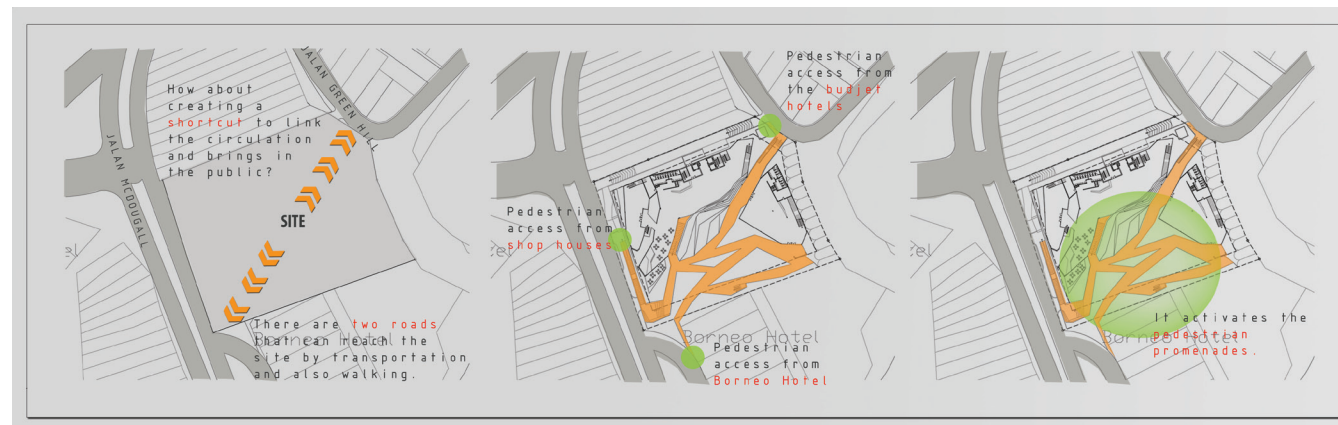 JALAN GREEN HILL
How about
creating a
shortcut to link
the circulation
and brings in
the public?
JALAN MCDOUGALL
SITE
There are two roads
Borneo Hotel
that can reach the
site by transportation
and also walking.
Pedestrian
access from
the budjet
hotels
Pedestrian
access from
shop houses
Borneo Hotel
Pedestrian
access from
Borneo Hotel
It activates the
pedestrian
Borneo Hotel
promenades.